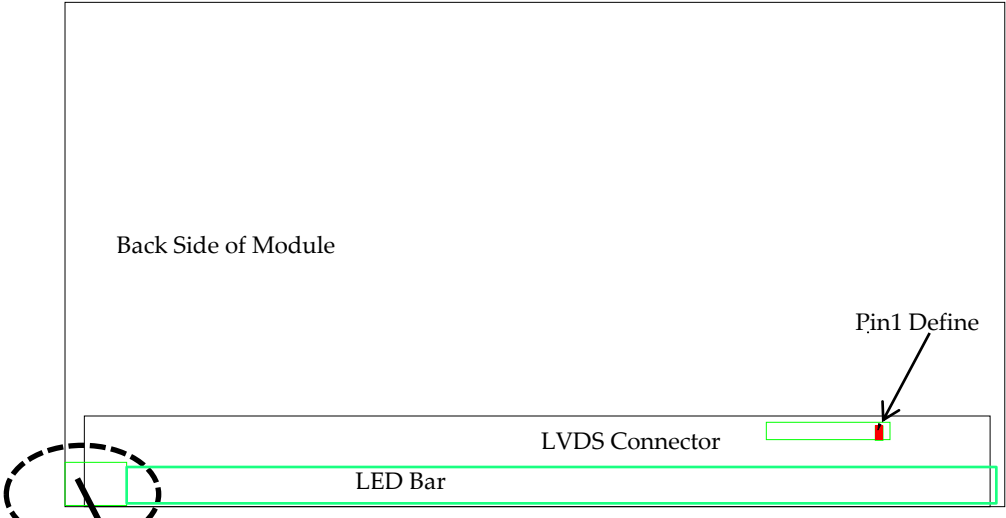 Back Side of Module
Pin1 Define
LVDS Connector
LED Bar